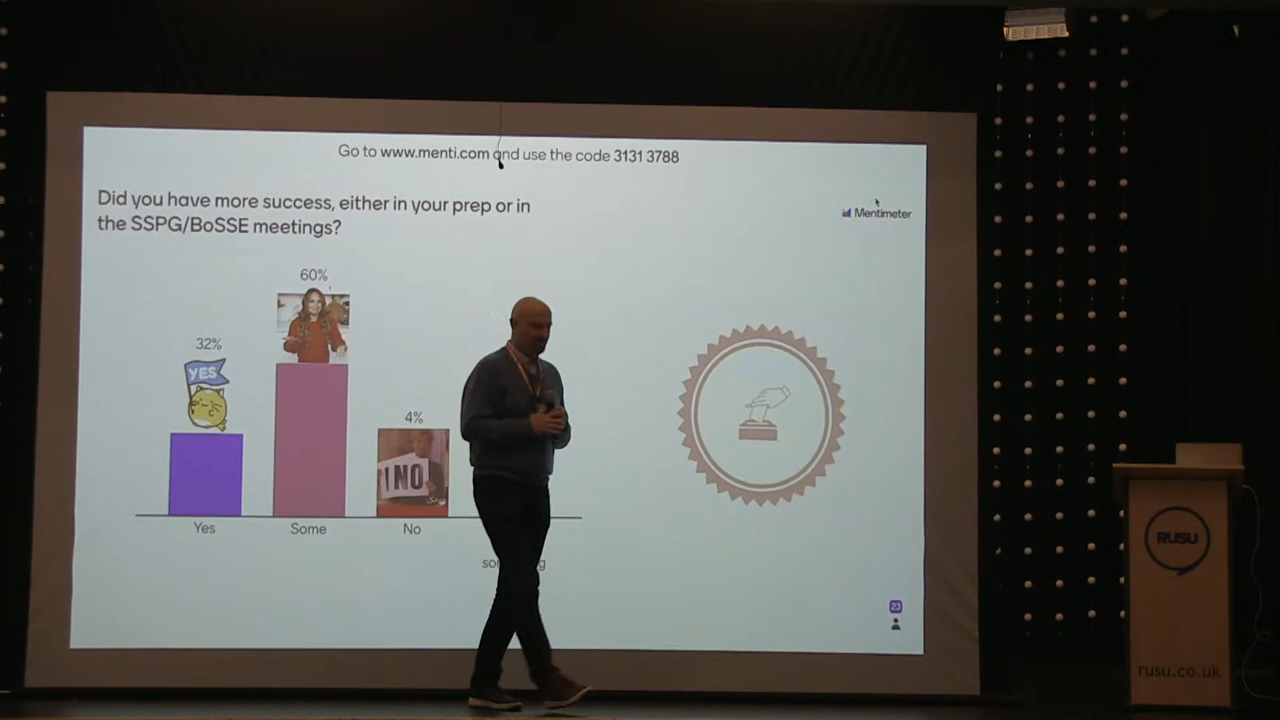 Go to www.menti.com and use the code 3131 3788
Did you have more success, either in your prep or in
the SSPG/BoSSE meetings?
Mentimeter
60%
32%
YES
4%
NO
Yes
Some
No
23
RUSU
rusu.co.uk